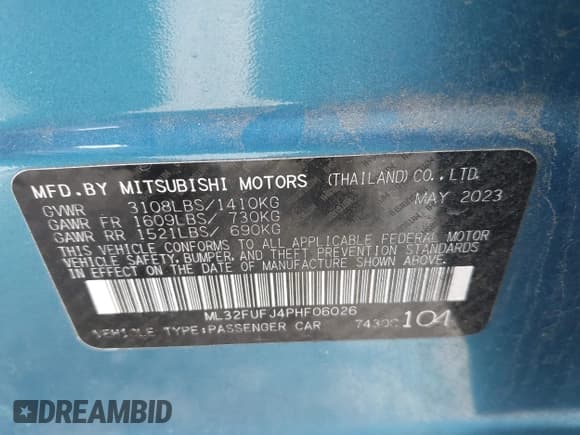 MFD.BY MITSUBISHI MOTORS (THAILAND) CO.,LTD.
GVWR 3108LBS/1410KG MAY 2023
GAWR FR 1609LBS/ 730KG
GAWR RR 1521LBS/ 690KG
THIS VEHICLE CONFORMS TO ALL APPLICABLE FEDERAL MOTOR
VEHICLE SAFETY, BUMPER, AND THEFT PREVENTION STANDARDS
IN EFFECT ON THE DATE OF MANUFACTURE SHOWN ABOVE.
ML32FUFJ4PHF06026
VEHICLE TYPE:PASSENGER CAR 104
DREAMBID